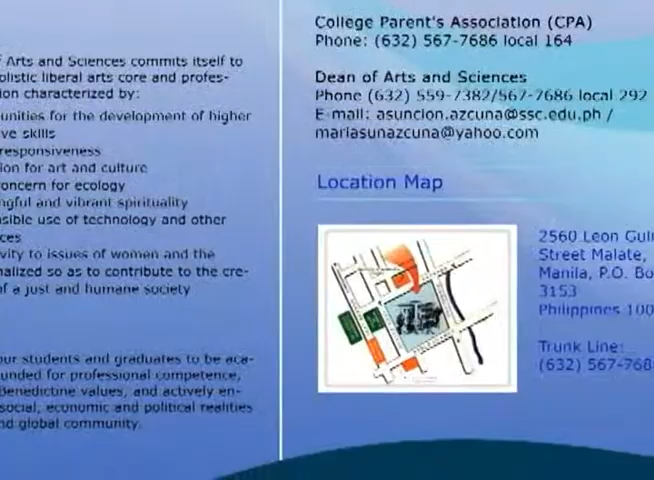 f Arts and Sciences commits itself to
olistic liberal arts core and profes-
ion characterized by:
unities for the development of higher
ve skills
responsiveness
ion for art and culture
oncern for ecology
ngful and vibrant spirituality
sible use of technology and other
ces
vity to issues of women and the
nalized so as to contribute to the cre-
of a just and humane society
our students and graduates to be aca-
unded for professional competence,
Benedictine values, and actively en-
social, economic and political realities
nd global community.
College Parent's Association (CPA)
Phone: (632) 567-7686 local 164
Dean of Arts and Sciences
Phone (632) 559-7382/567-7686 local 292
E-mail: asuncion.azcuna@ssc.edu.ph /
mariasunazcuna@yahoo.com
Location Map
2560 Leon Gui
Street Malate,
Manila, P.O. Bo
3153
Philippines 100
Trunk Line:
(632) 567-768